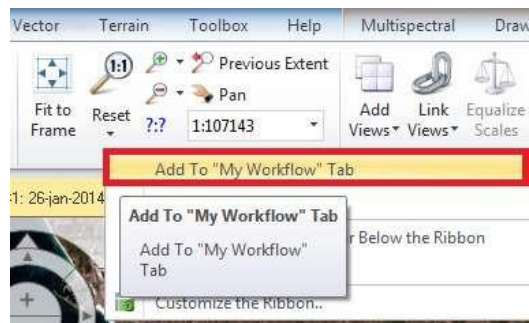 Vector Terrain Toolbox Help Multispectral Draw
1:1 Previous Extent
Pan
Fit to Frame
Reset
?:? 1:107143
Add Views
Link Views
Equalize Scales
Add To "My Workflow" Tab
:1: 26-jan-2014
Add To "My Workflow" Tab
r Below the Ribbon
Add To "My Workflow"
Tab
Customize the Ribbon..